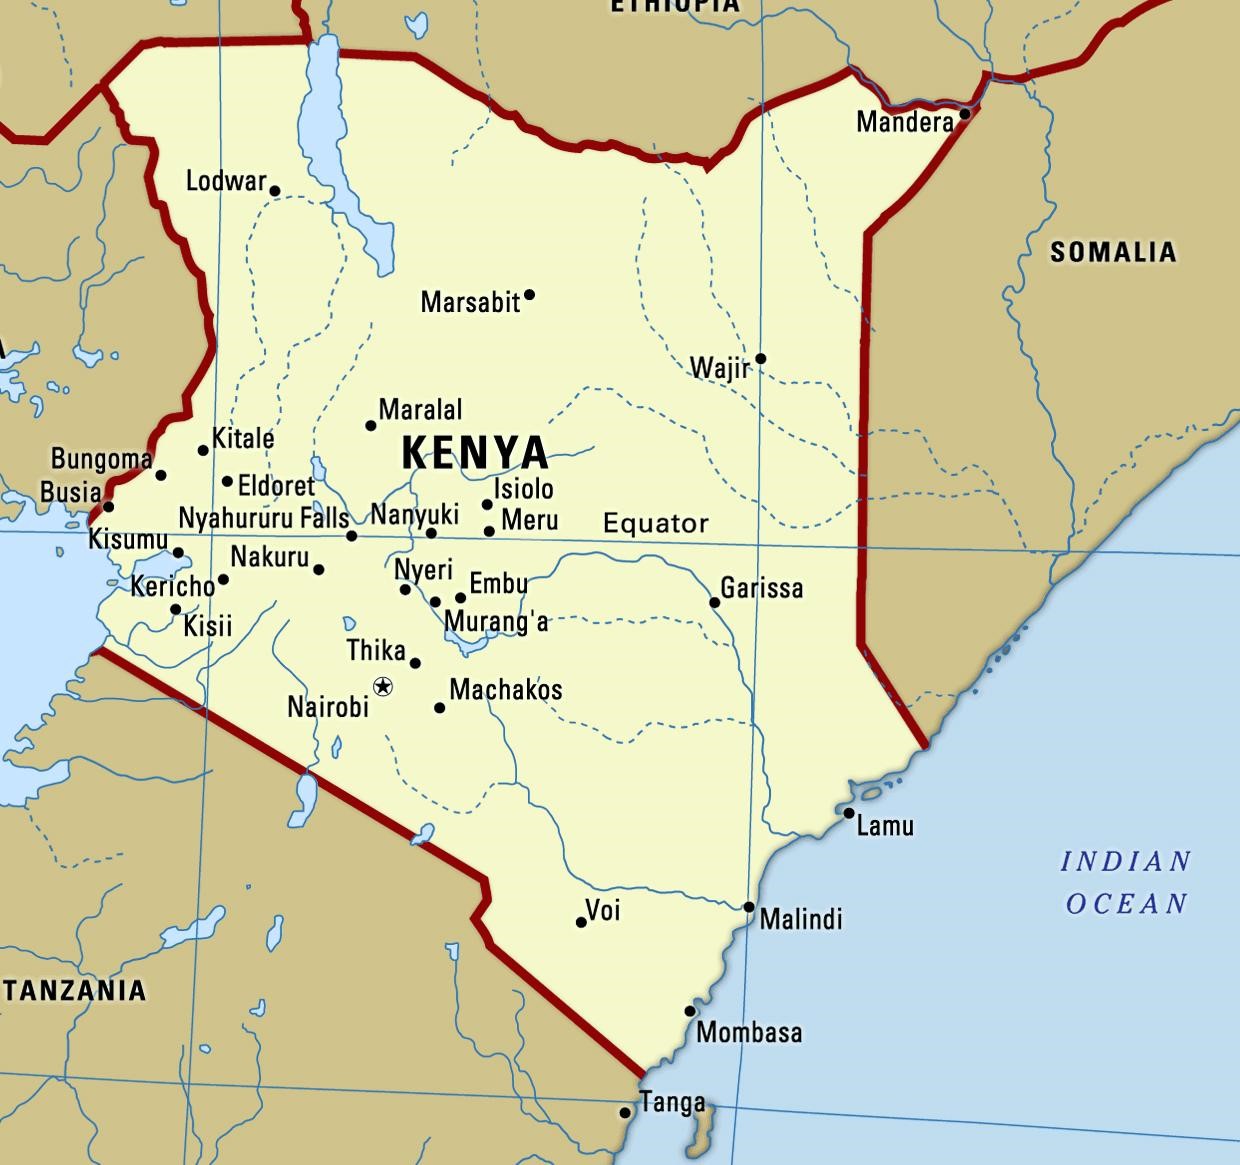 ETHIOPIA
Mandera
Lodwar
SOMALIA
Marsabit
Wajir
Maralal
KENYA
Kitale
Bungoma
Eldoret
Busia
Isiolo
Nyahururu Falls
Nanyuki
Meru
Equator
Kisumu
Nakuru
Nyeri
Embu
Kericho
Garissa
Kisii
Murang'a
Thika
Machakos
Nairobi
Lamu
INDIAN
OCEAN
Voi
Malindi
TANZANIA
Mombasa
Tanga